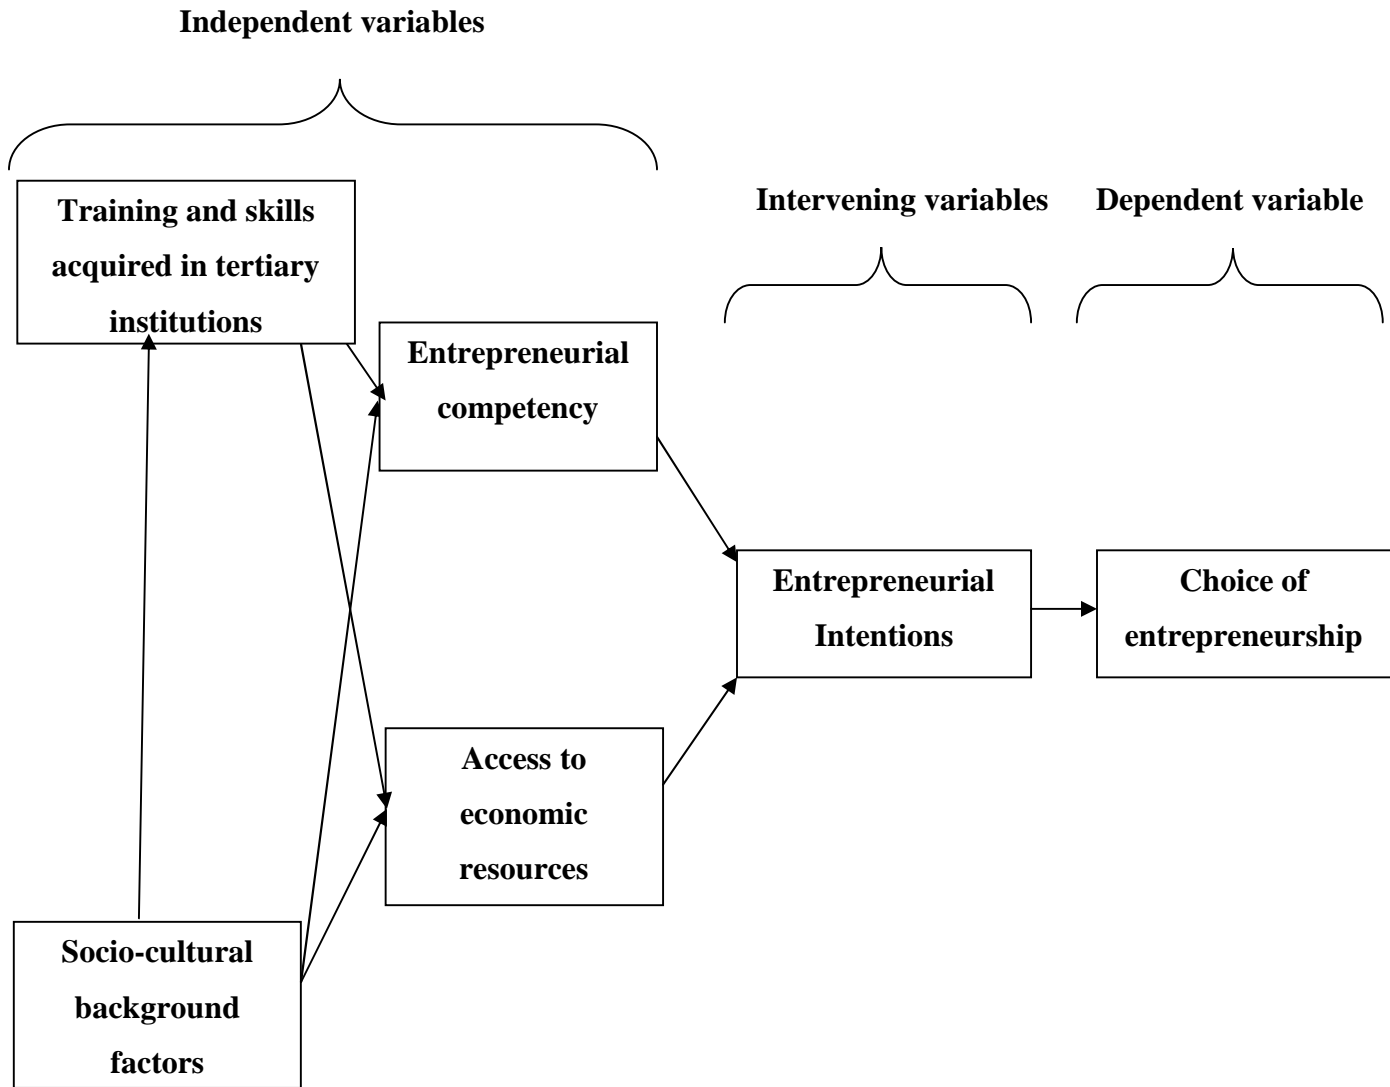 Independent variables
Training and skills
acquired in tertiary
institutions
Intervening variables
Dependent variable
Entrepreneurial
competency
Entrepreneurial
Intentions
Choice of
entrepreneurship
Access to
economic
resources
Socio-cultural
background
factors